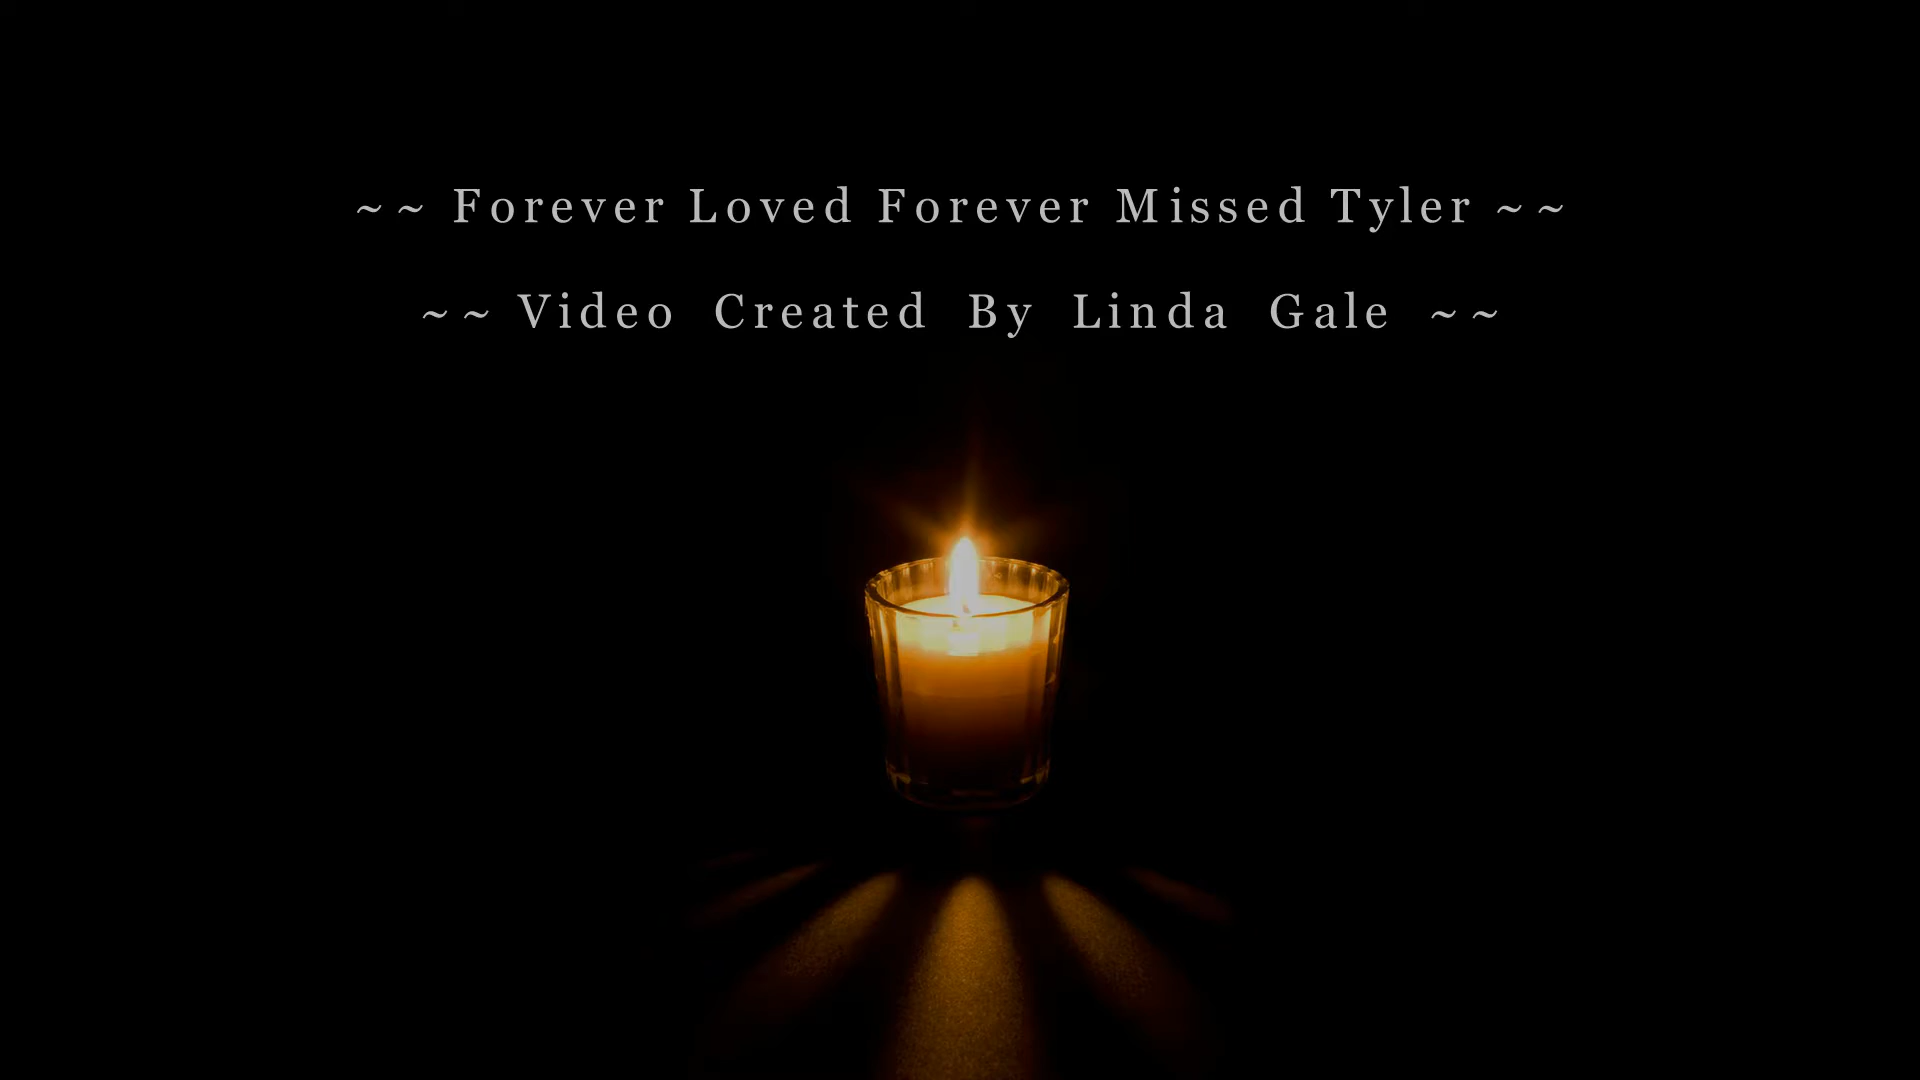 ~~ Forever Loved Forever Missed Tyler ~~
~~ Video Created By Linda Gale ~~